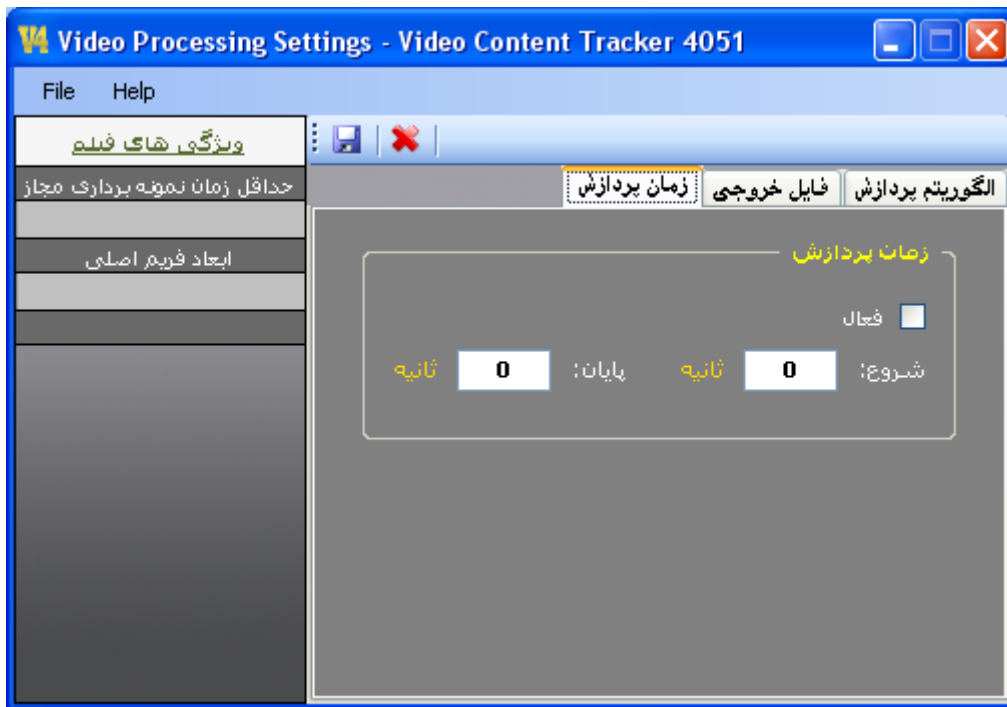 V4 Video Processing Settings - Video Content Tracker 4051
File Help
ویژگی های فیلم
حداقل زمان نمونه برداری مجاز
ابعاد فریم اصلی
الگوریتم پردازش
فایل خروجی
زمان پردازش
زمان پردازش
فعال
شروع: 0 ثانیه پایان: 0 ثانیه